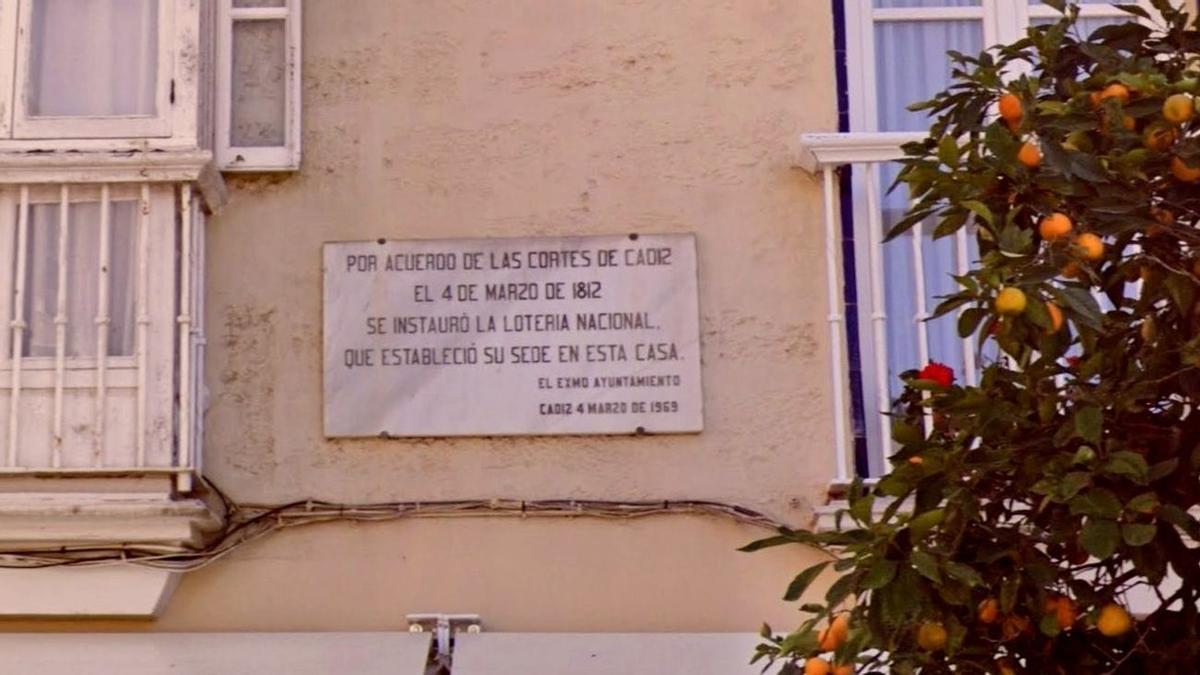 POR ACUERDO DE LAS CORTES DE CADIZ
EL 4 DE MARZO DE 1812
SE INSTAURÓ LA LOTERIA NACIONAL,
QUE ESTABLECIÓ SU SEDE EN ESTA CASA.
EL EXMO AYUNTAMIENTO
CADIZ 4 MARZO DE 1969